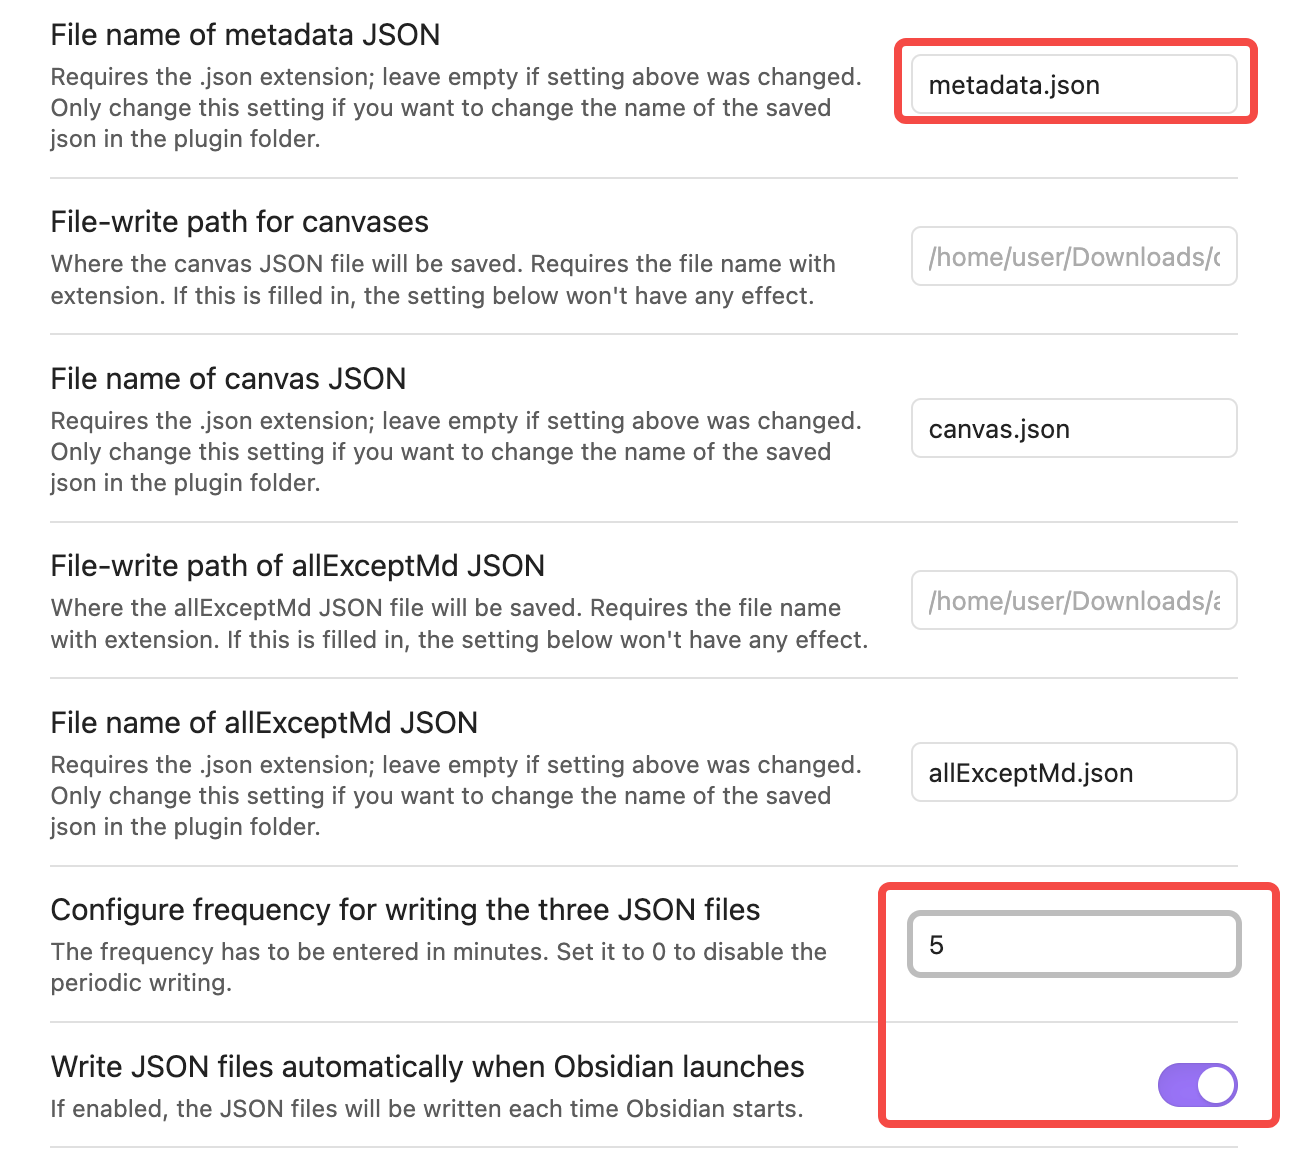 File name of metadata JSON
Requires the .json extension; leave empty if setting above was changed.
Only change this setting if you want to change the name of the saved
json in the plugin folder.
metadata.json
File-write path for canvases
Where the canvas JSON file will be saved. Requires the file name with
extension. If this is filled in, the setting below won't have any effect.
/home/user/Downloads/c
File name of canvas JSON
Requires the .json extension; leave empty if setting above was changed.
Only change this setting if you want to change the name of the saved
json in the plugin folder.
canvas.json
File-write path of allExceptMd JSON
Where the allExceptMd JSON file will be saved. Requires the file name
with extension. If this is filled in, the setting below won't have any effect.
/home/user/Downloads/a
File name of allExceptMd JSON
Requires the .json extension; leave empty if setting above was changed.
Only change this setting if you want to change the name of the saved
json in the plugin folder.
allExceptMd.json
Configure frequency for writing the three JSON files
The frequency has to be entered in minutes. Set it to 0 to disable the
periodic writing.
5
Write JSON files automatically when Obsidian launches
If enabled, the JSON files will be written each time Obsidian starts.